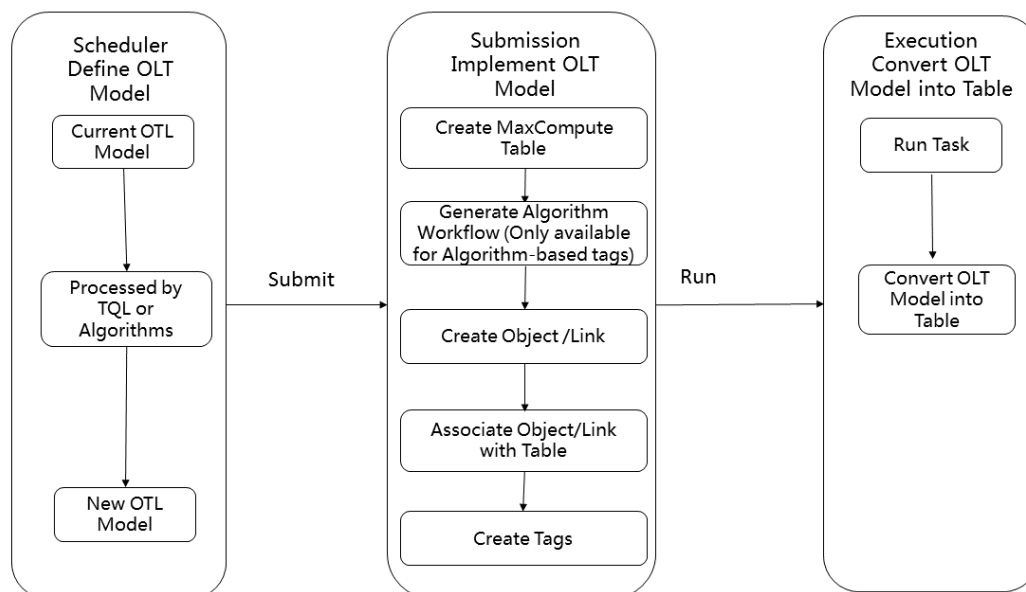 Scheduler
Define OLT
Model
Current OTL
Model
Processed by
TQL or
Algorithms
New OTL
Model
Submit
Submission
Implement OLT
Model
Create MaxCompute
Table
Generate Algorithm
Workflow (Only available
for Algorithm-based tags)
Create Object /Link
Associate Object/Link
with Table
Create Tags
Run
Execution
Convert OLT
Model into Table
Run Task
Convert OLT
Model into
Table